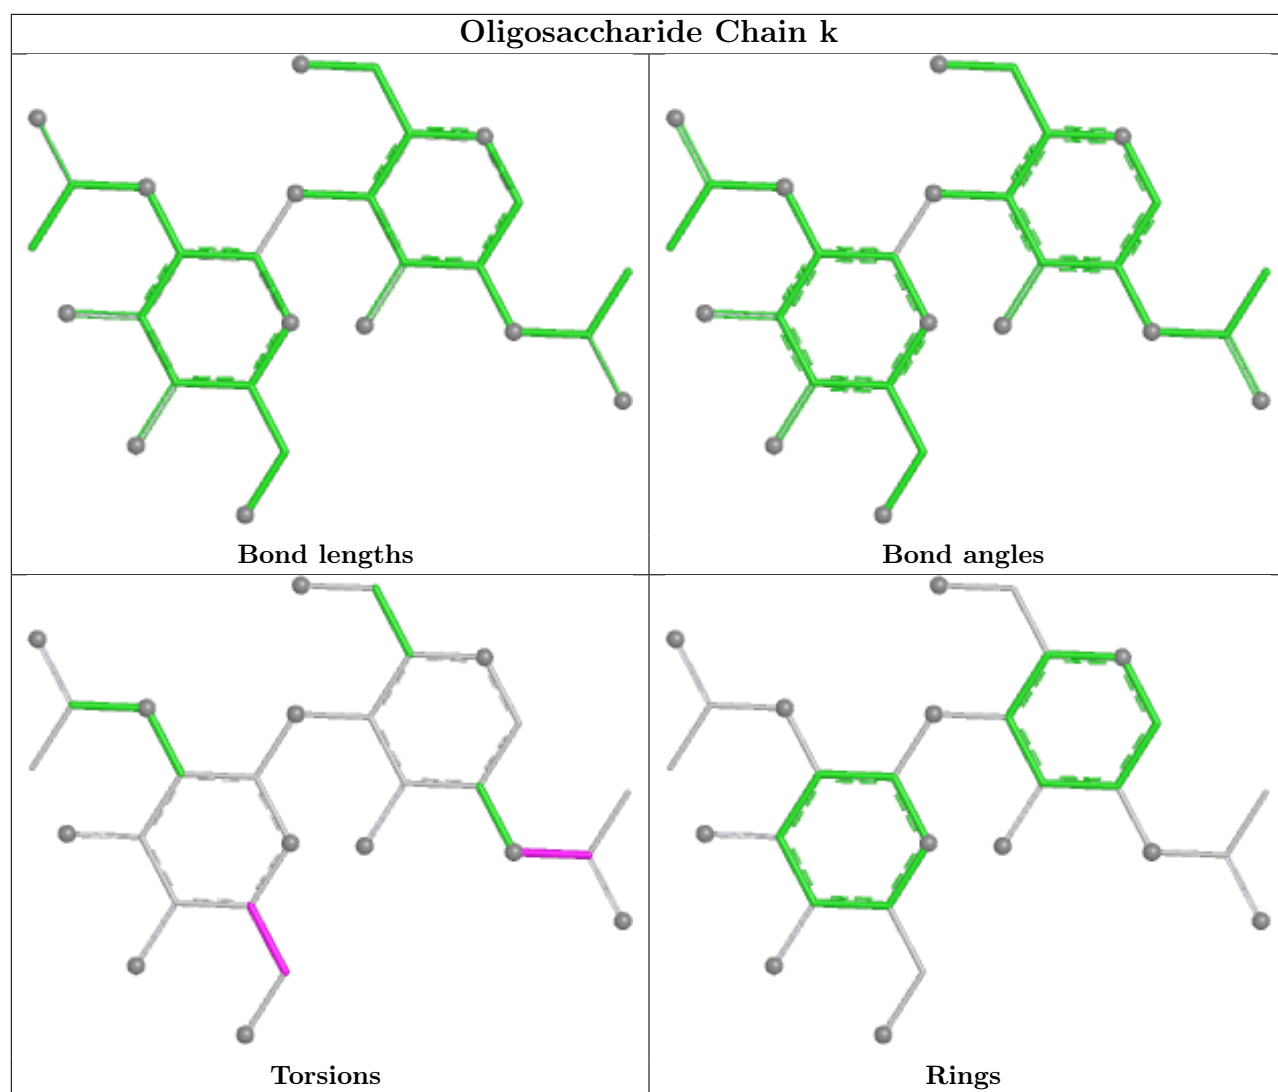 Oligosaccharide Chain k
Bond lengths
Bond angles
Torsions
Rings